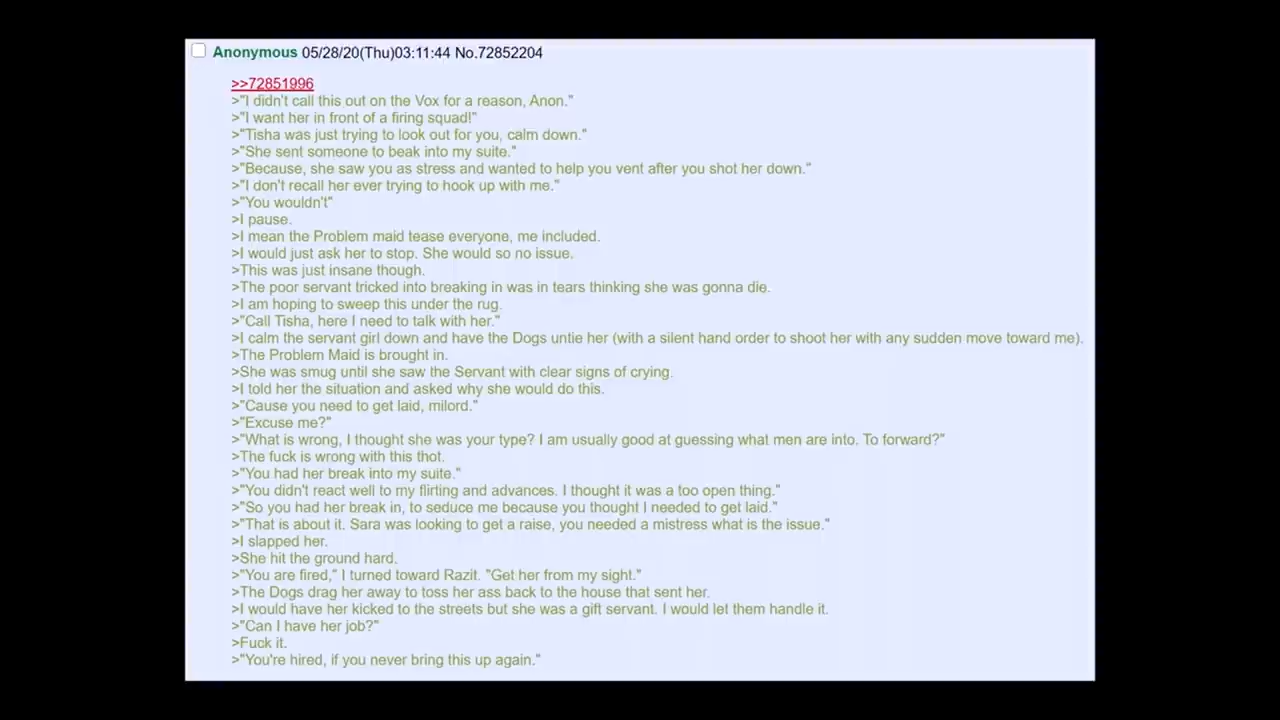 Anonymous 05/28/20(Thu)03:11:44 No.72852204
>>72851996
>"I didn't call this out on the Vox for a reason, Anon."
>"I want her in front of a firing squad!"
>"Tisha was just trying to look out for you, calm down."
>"She sent someone to beak into my suite."
>"Because, she saw you as stress and wanted to help you vent after you shot her down."
>"I don't recall her ever trying to hook up with me."
>"You wouldn't"
>I pause.
>I mean the Problem maid tease everyone, me included.
>I would just ask her to stop. She would so no issue.
>This was just insane though.
>The poor servant tricked into breaking in was in tears thinking she was gonna die.
>I am hoping to sweep this under the rug.
>"Call Tisha, here I need to talk with her."
>I calm the servant girl down and have the Dogs untie her (with a silent hand order to shoot her with any sudden move toward me).
>The Problem Maid is brought in.
>She was smug until she saw the Servant with clear signs of crying.
>I told her the situation and asked why she would do this.
>"Cause you need to get laid, milord."
>"Excuse me?"
>"What is wrong, I thought she was your type? I am usually good at guessing what men are into. To forward?"
>The fuck is wrong with this thot.
>"You had her break into my suite."
>"You didn't react well to my flirting and advances. I thought it was a too open thing."
>"So you had her break in, to seduce me because you thought I needed to get laid."
>"That is about it. Sara was looking to get a raise, you needed a mistress what is the issue."
>I slapped her.
>She hit the ground hard.
>"You are fired," I turned toward Razit. "Get her from my sight."
>The Dogs drag her away to toss her ass back to the house that sent her.
>I would have her kicked to the streets but she was a gift servant. I would let them handle it.
>"Can I have her job?"
>Fuck it.
>"You're hired, if you never bring this up again."